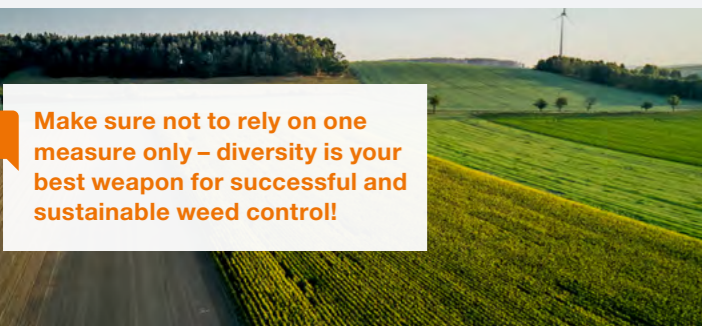 Make sure not to rely on one
measure only – diversity is your
best weapon for successful and
sustainable weed control!